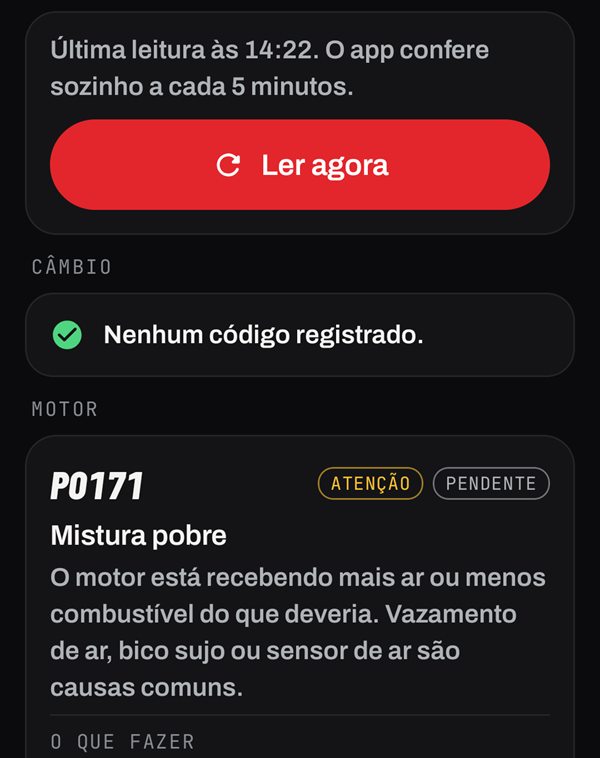 Última leitura às 14:22. O app confere
sozinho a cada 5 minutos.
Ler agora
CÂMBIO
Nenhum código registrado.
MOTOR
P0171
ATENÇÃO
PENDENTE
Mistura pobre
O motor está recebendo mais ar ou menos
combustível do que deveria. Vazamento
de ar, bico sujo ou sensor de ar são
causas comuns.
O QUE FAZER